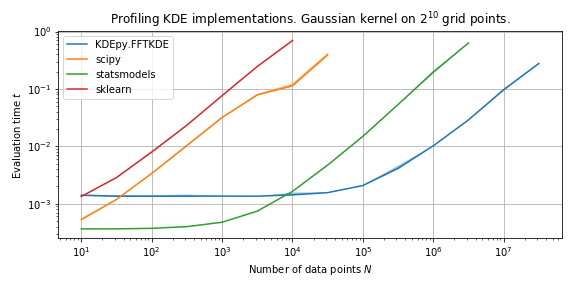 Profiling KDE implementations. Gaussian kernel on 2^10 grid points.
KDEpy.FFTKDE
scipy
statsmodels
sklearn
Evaluation time t
10^0
10^−1
10^−2
10^−3
10^1
10^2
10^3
10^4
10^5
10^6
10^7
Number of data points N